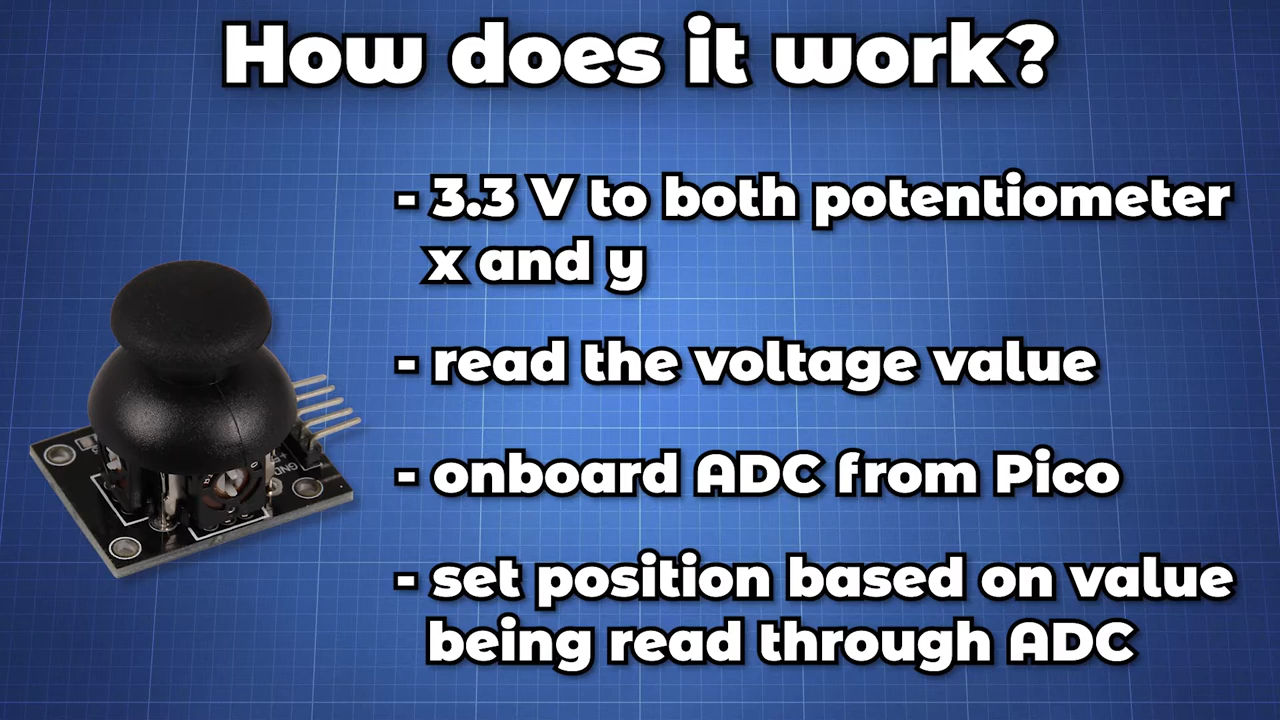 How does it work?
- 3.3 V to both potentiometer
x and y
- read the voltage value
- onboard ADC from Pico
- set position based on value
being read through ADC
GND